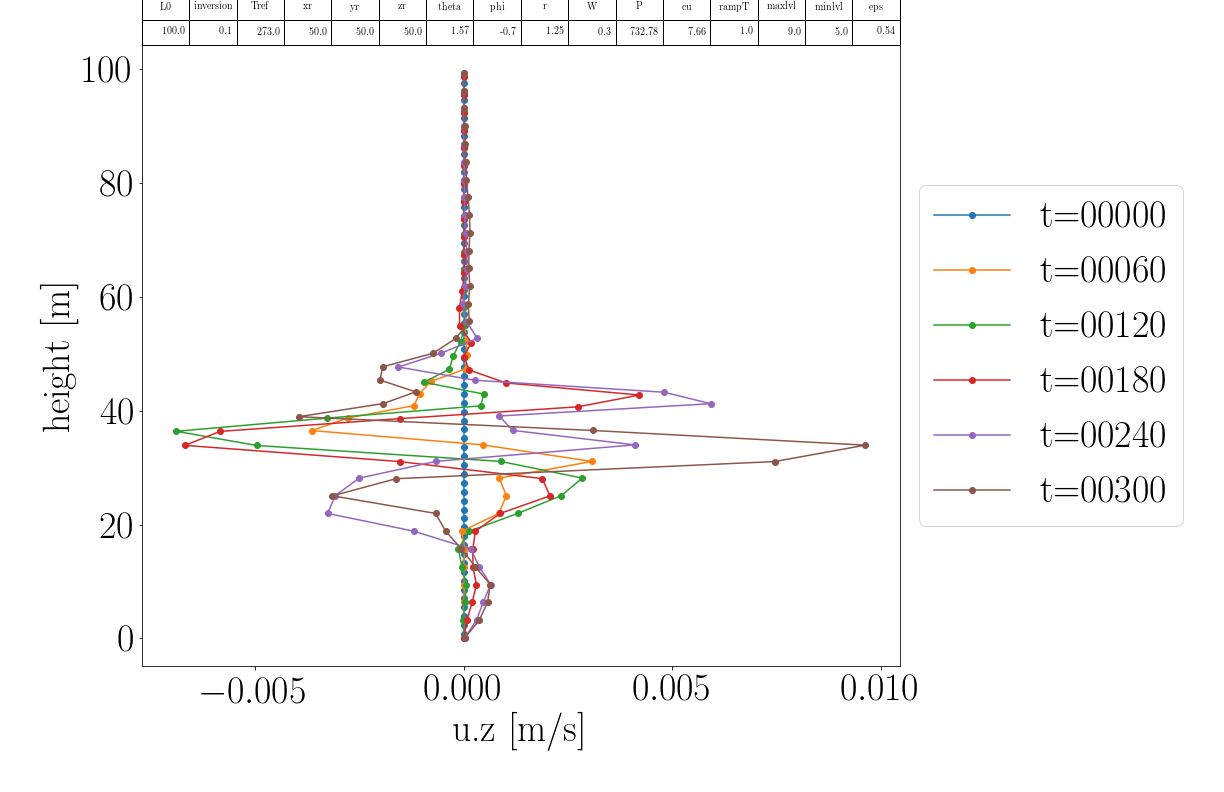 L0 inversion Tref xr yr zr theta phi r W P cu rampT maxlvl minlvl eps
100.0 0.1 273.0 50.0 50.0 50.0 1.57 -0.7 1.25 0.3 732.78 7.66 1.0 9.0 5.0 0.54
100
80
60
40
20
0
height [m]
−0.005 0.000 0.005 0.010
u.z [m/s]
t=00000
t=00060
t=00120
t=00180
t=00240
t=00300